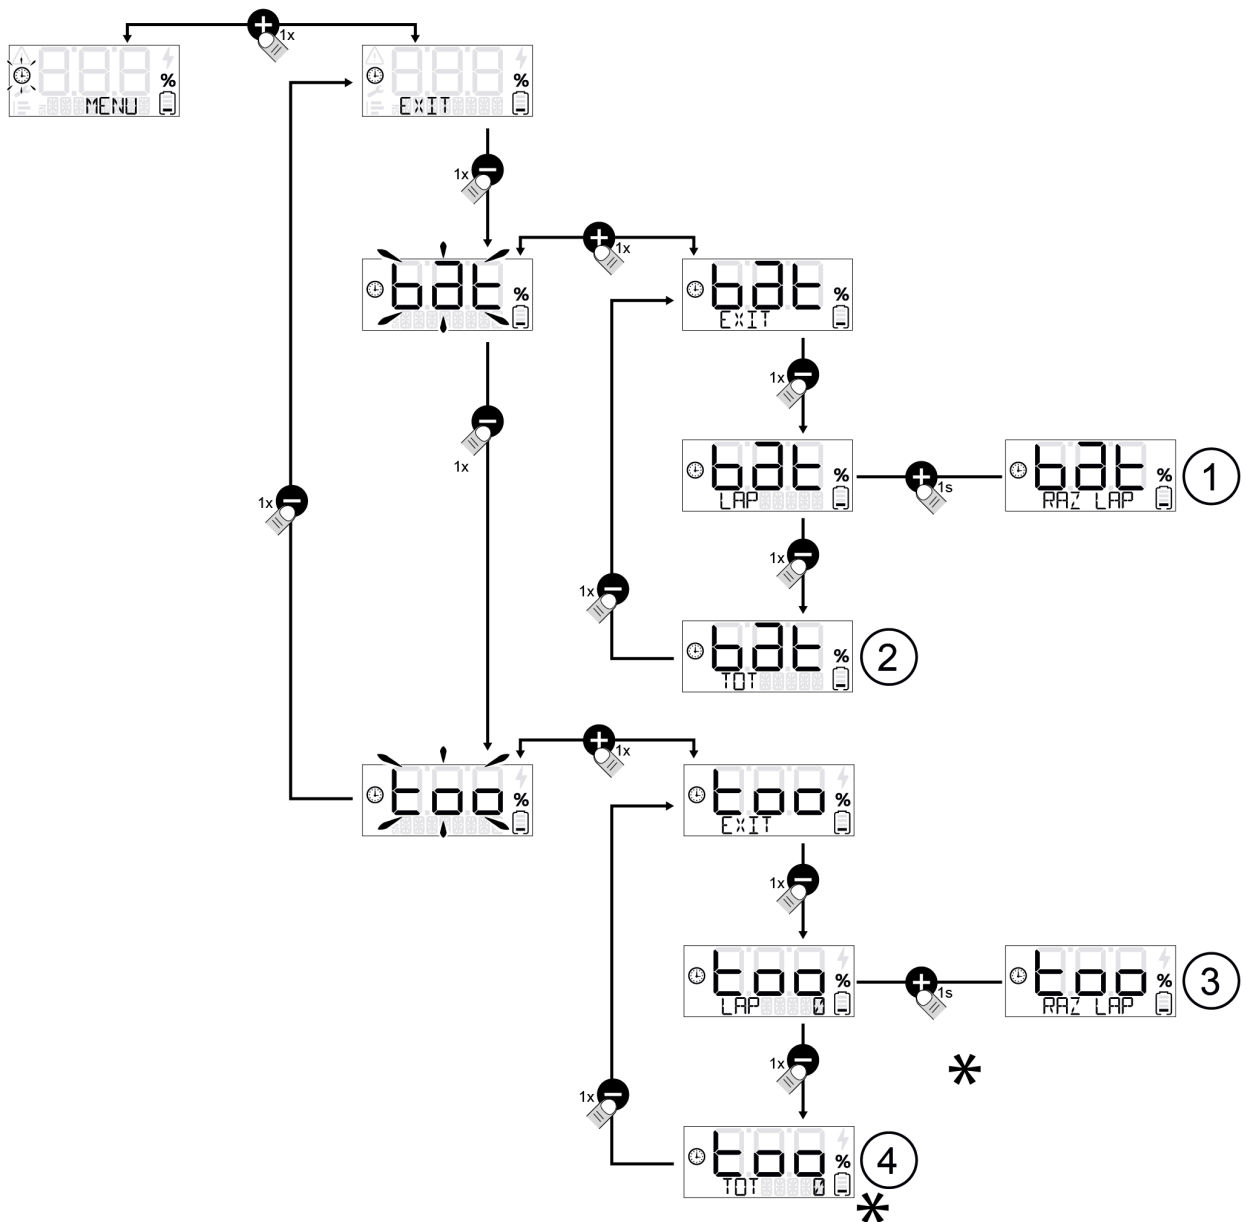 1x
%
MENU
%
EXIT
1x
bat
%
1x
bat
%
EXIT
1x
1x
bat
%
LAP
1s
bat
%
RAZ LAP
1
1x
1x
1x
bat
%
TOT
2
too
%
1x
too
%
EXIT
1x
too
%
LAP 0
1s
too
%
RAZ LAP
3
1x
*
1x
too
%
TOT 0
4
*